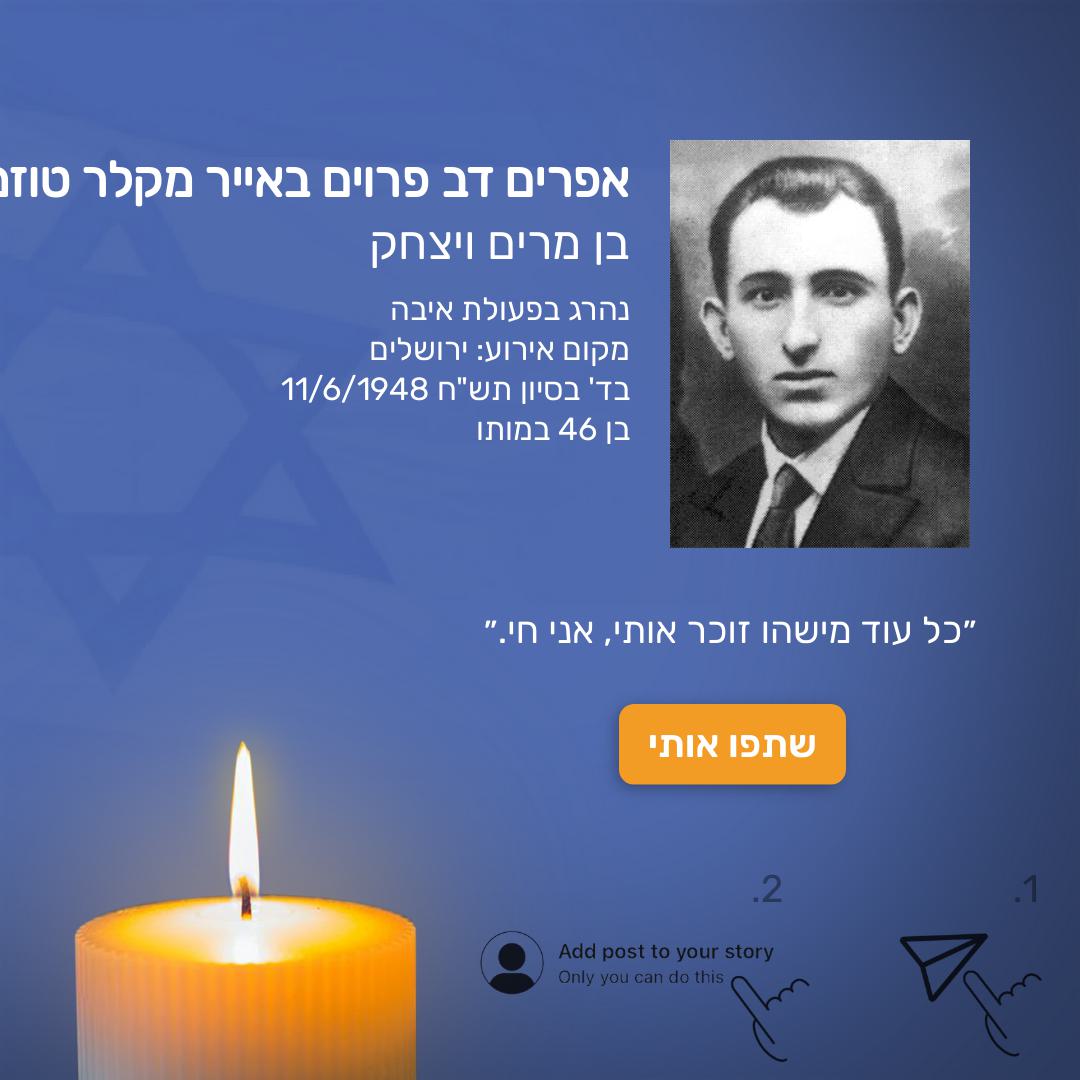 אפרים דב פרוים באייר מקלר
בן מרים ויצחק
נהרג בפעולת איבה
מקום אירוע: ירושלים
בד' בסיון תש"ח 11/6/1948
בן 46 במותו
״כל עוד מישהו זוכר אותי, אני חי.״
שתפו אותי
1.
2.
Add post to your story
Only you can do this